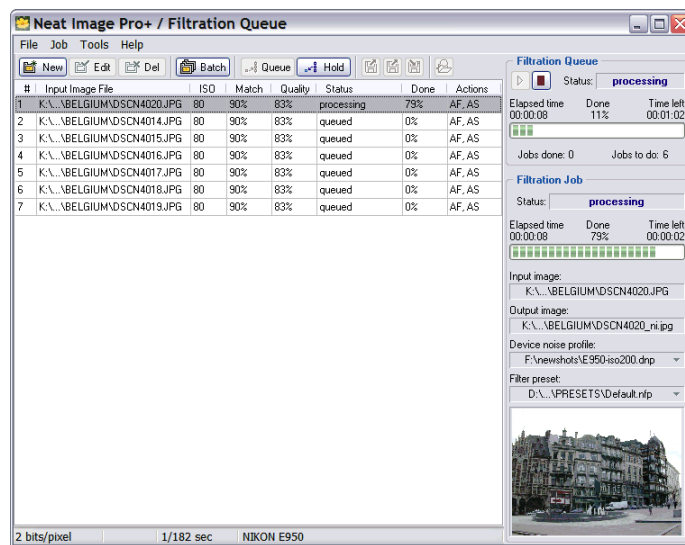 Neat Image Pro+ / Filtration Queue
File Job Tools Help
New Edit Del Batch Queue Hold
# Input Image File ISO Match Quality Status Done Actions
1 K:\...\BELGIUM\DSCN4020.JPG 80 90% 83% processing 79% AF, AS
2 K:\...\BELGIUM\DSCN4014.JPG 80 90% 83% queued 0% AF, AS
3 K:\...\BELGIUM\DSCN4015.JPG 80 90% 83% queued 0% AF, AS
4 K:\...\BELGIUM\DSCN4016.JPG 80 90% 83% queued 0% AF, AS
5 K:\...\BELGIUM\DSCN4017.JPG 80 90% 83% queued 0% AF, AS
6 K:\...\BELGIUM\DSCN4018.JPG 80 90% 83% queued 0% AF, AS
7 K:\...\BELGIUM\DSCN4019.JPG 80 90% 83% queued 0% AF, AS
2 bits/pixel 1/182 sec NIKON E950
Filtration Queue
Status: processing
Elapsed time Done Time left
00:00:08 11% 00:01:02
Jobs done: 0 Jobs to do: 6
Filtration Job
Status: processing
Elapsed time Done Time left
00:00:08 79% 00:00:02
Input image:
K:\...\BELGIUM\DSCN4020.JPG
Output image:
K:\...\BELGIUM\DSCN4020_ni.jpg
Device noise profile:
F:\newshots\E950-iso200.dnp
Filter preset:
D:\...\PRESETS\Default.nfp